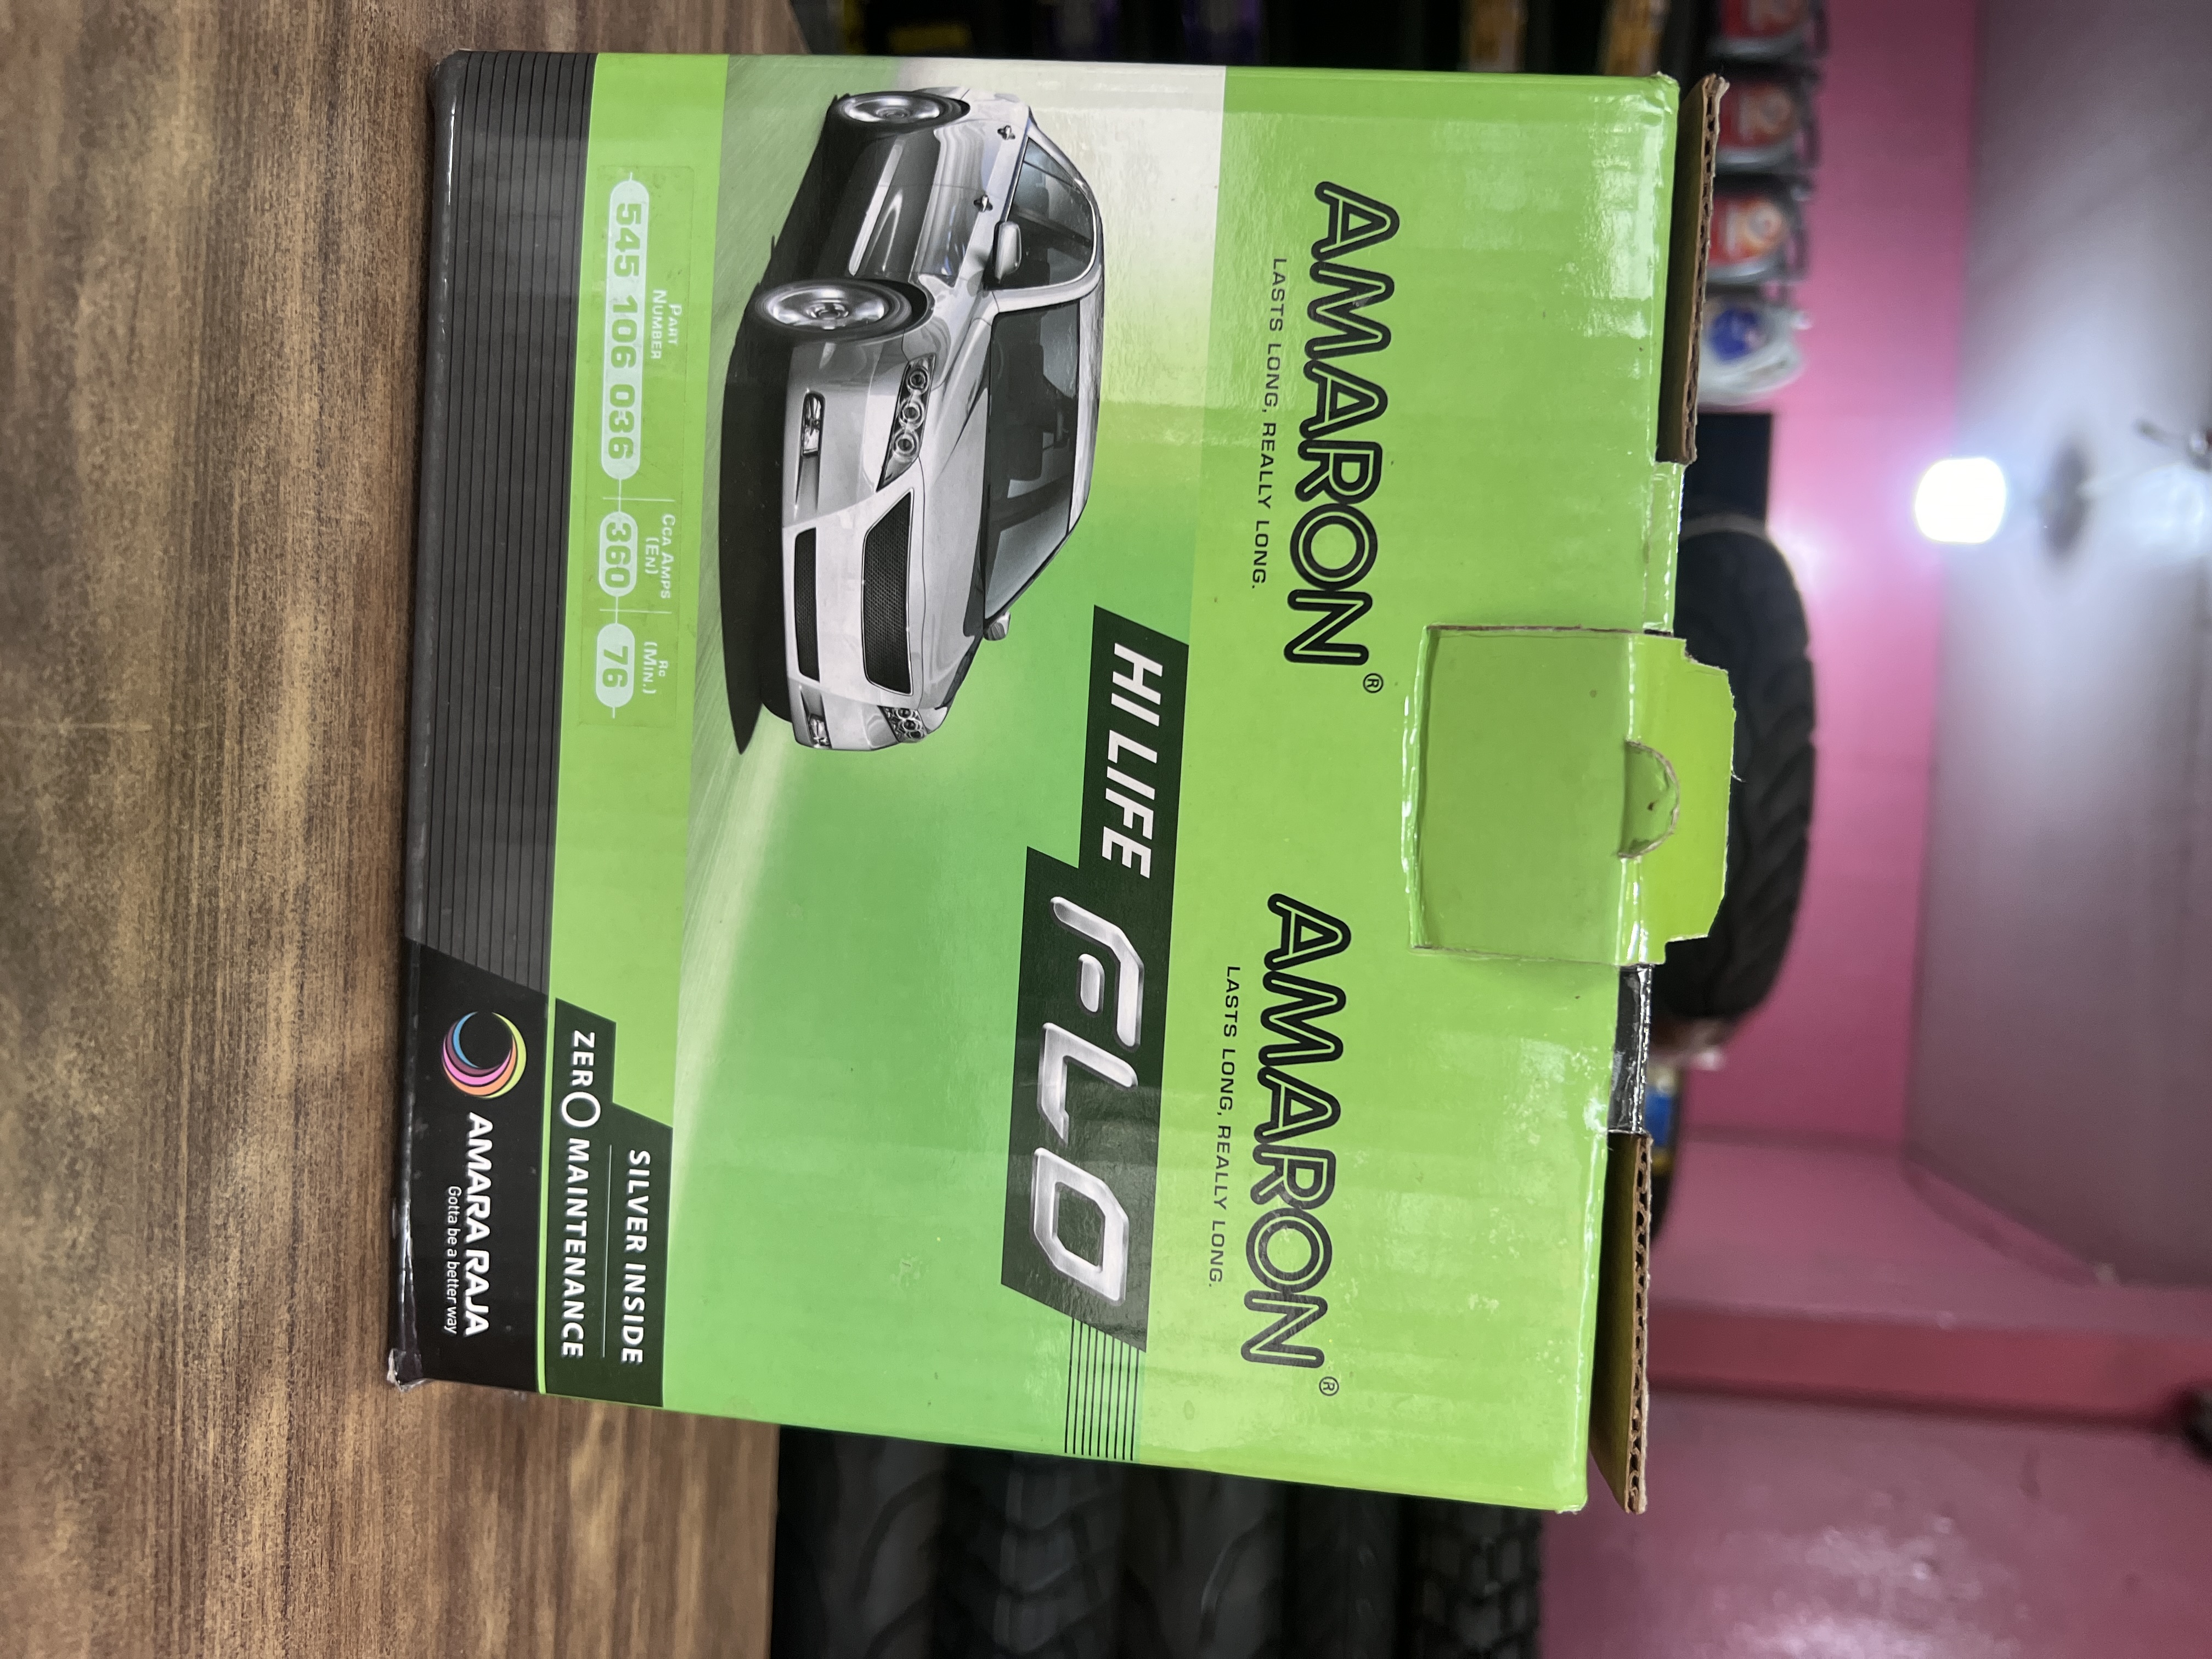 AMARON®
LASTS LONG, REALLY LONG.
AMARON®
LASTS LONG, REALLY LONG.
HI LIFE FLO
PART NUMBER
545 106 036
CCA AMPS (EN)
360
RC (MIN.)
76
SILVER INSIDE
ZERO MAINTENANCE
AMARA RAJA
Gotta be a better way